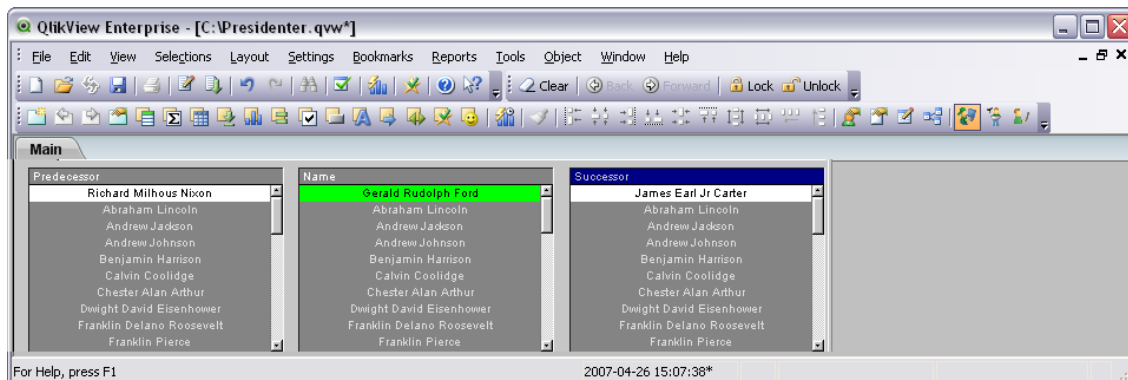 QlikView Enterprise - [C:\Presidenter.qvw*]
File Edit View Selections Layout Settings Bookmarks Reports Tools Object Window Help
Clear Back Forward Lock Unlock
Main
Predecessor Name Successor
Richard Milhous Nixon Gerald Rudolph Ford James Earl Jr Carter
Abraham Lincoln Abraham Lincoln Abraham Lincoln
Andrew Jackson Andrew Jackson Andrew Jackson
Andrew Johnson Andrew Johnson Andrew Johnson
Benjamin Harrison Benjamin Harrison Benjamin Harrison
Calvin Coolidge Calvin Coolidge Calvin Coolidge
Chester Alan Arthur Chester Alan Arthur Chester Alan Arthur
Dwight David Eisenhower Dwight David Eisenhower Dwight David Eisenhower
Franklin Delano Roosevelt Franklin Delano Roosevelt Franklin Delano Roosevelt
Franklin Pierce Franklin Pierce Franklin Pierce
For Help, press F1 2007-04-26 15:07:38*